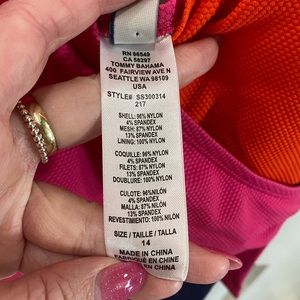 RN 86549
CA 58297
TOMMY BAHAMA
400 FAIRVIEW AVE N
SEATTLE WA 98109
USA
STYLE# SS300314
217
SHELL: 96% NYLON
4% SPANDEX
MESH: 87% NYLON
13% SPANDEX
LINING: 100% NYLON
COQUILLE: 96% NYLON
4% SPANDEX
FILETS: 87% NYLON
13% SPANDEX
DOUBLURE: 100% NYLON
CULOTE: 96%NILÓN
4% SPANDEX
MALLA: 87% NILÓN
13% SPANDEX
REVESTIMIENTO: 100% NILÓN
SIZE / TAILLE / TALLA
14
MADE IN CHINA
FABRIQUÉ EN CHINE
HECHO EN CHINA